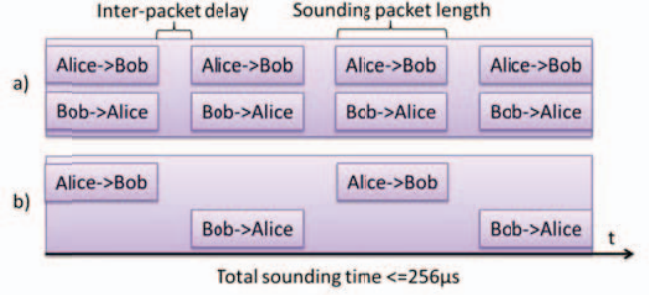 Inter-packet delay Sounding packet length
a)
Alice->Bob Alice->Bob Alice->Bob Alice->Bob
Bob->Alice Bob->Alice Bcb->Alice Bob->Alice
b)
Alice->Bob Alice->Bob
Bob->Alice Bob->Alice
t
Total sounding time <=256μs